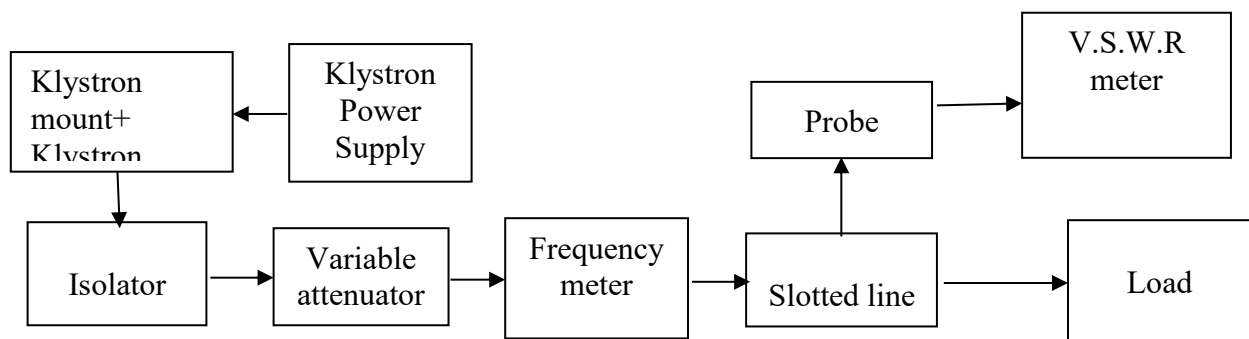 Klystron
mount+
Klystron
Klystron
Power
Supply
Probe
V.S.W.R
meter
Isolator
Variable
attenuator
Frequency
meter
Slotted line
Load